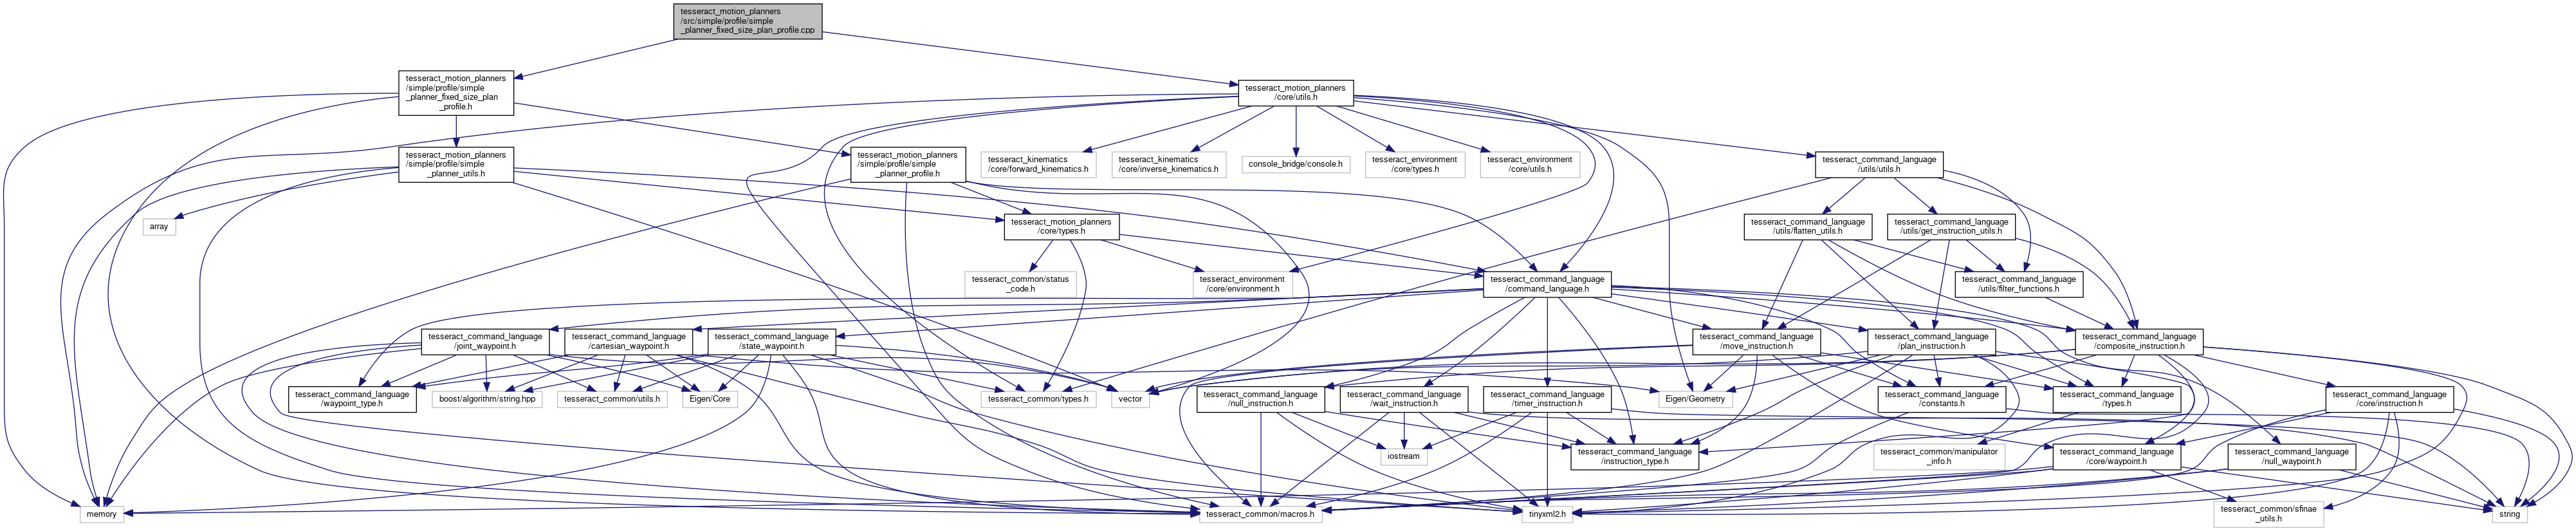 tesseract_motion_planners
/src/simple/profile/simple
_planner_fixed_size_plan_profile.cpp
tesseract_motion_planners
/simple/profile/simple
_planner_fixed_size_plan
_profile.h
tesseract_motion_planners
/core/utils.h
tesseract_motion_planners
/simple/profile/simple
_planner_utils.h
tesseract_motion_planners
/simple/profile/simple
_planner_profile.h
tesseract_kinematics
/core/forward_kinematics.h
tesseract_kinematics
/core/inverse_kinematics.h
console_bridge/console.h
tesseract_environment
/core/types.h
tesseract_environment
/core/utils.h
tesseract_command_language
/utils/utils.h
array
tesseract_motion_planners
/core/types.h
tesseract_command_language
/utils/flatten_utils.h
tesseract_command_language
/utils/get_instruction_utils.h
tesseract_common/status
_code.h
tesseract_environment
/core/environment.h
tesseract_command_language
/command_language.h
tesseract_command_language
/utils/filter_functions.h
tesseract_command_language
/joint_waypoint.h
tesseract_command_language
/cartesian_waypoint.h
tesseract_command_language
/state_waypoint.h
tesseract_command_language
/move_instruction.h
tesseract_command_language
/plan_instruction.h
tesseract_command_language
/composite_instruction.h
tesseract_command_language
/waypoint_type.h
boost/algorithm/string.hpp
tesseract_common/utils.h
Eigen/Core
tesseract_common/types.h
vector
tesseract_command_language
/null_instruction.h
tesseract_command_language
/wait_instruction.h
tesseract_command_language
/timer_instruction.h
Eigen/Geometry
tesseract_command_language
/constants.h
tesseract_command_language
/types.h
tesseract_command_language
/core/instruction.h
iostream
tesseract_command_language
/instruction_type.h
tesseract_common/manipulator
_info.h
tesseract_command_language
/core/waypoint.h
tesseract_command_language
/null_waypoint.h
memory
tesseract_common/macros.h
tinyxml2.h
tesseract_common/sfinae
_utils.h
string